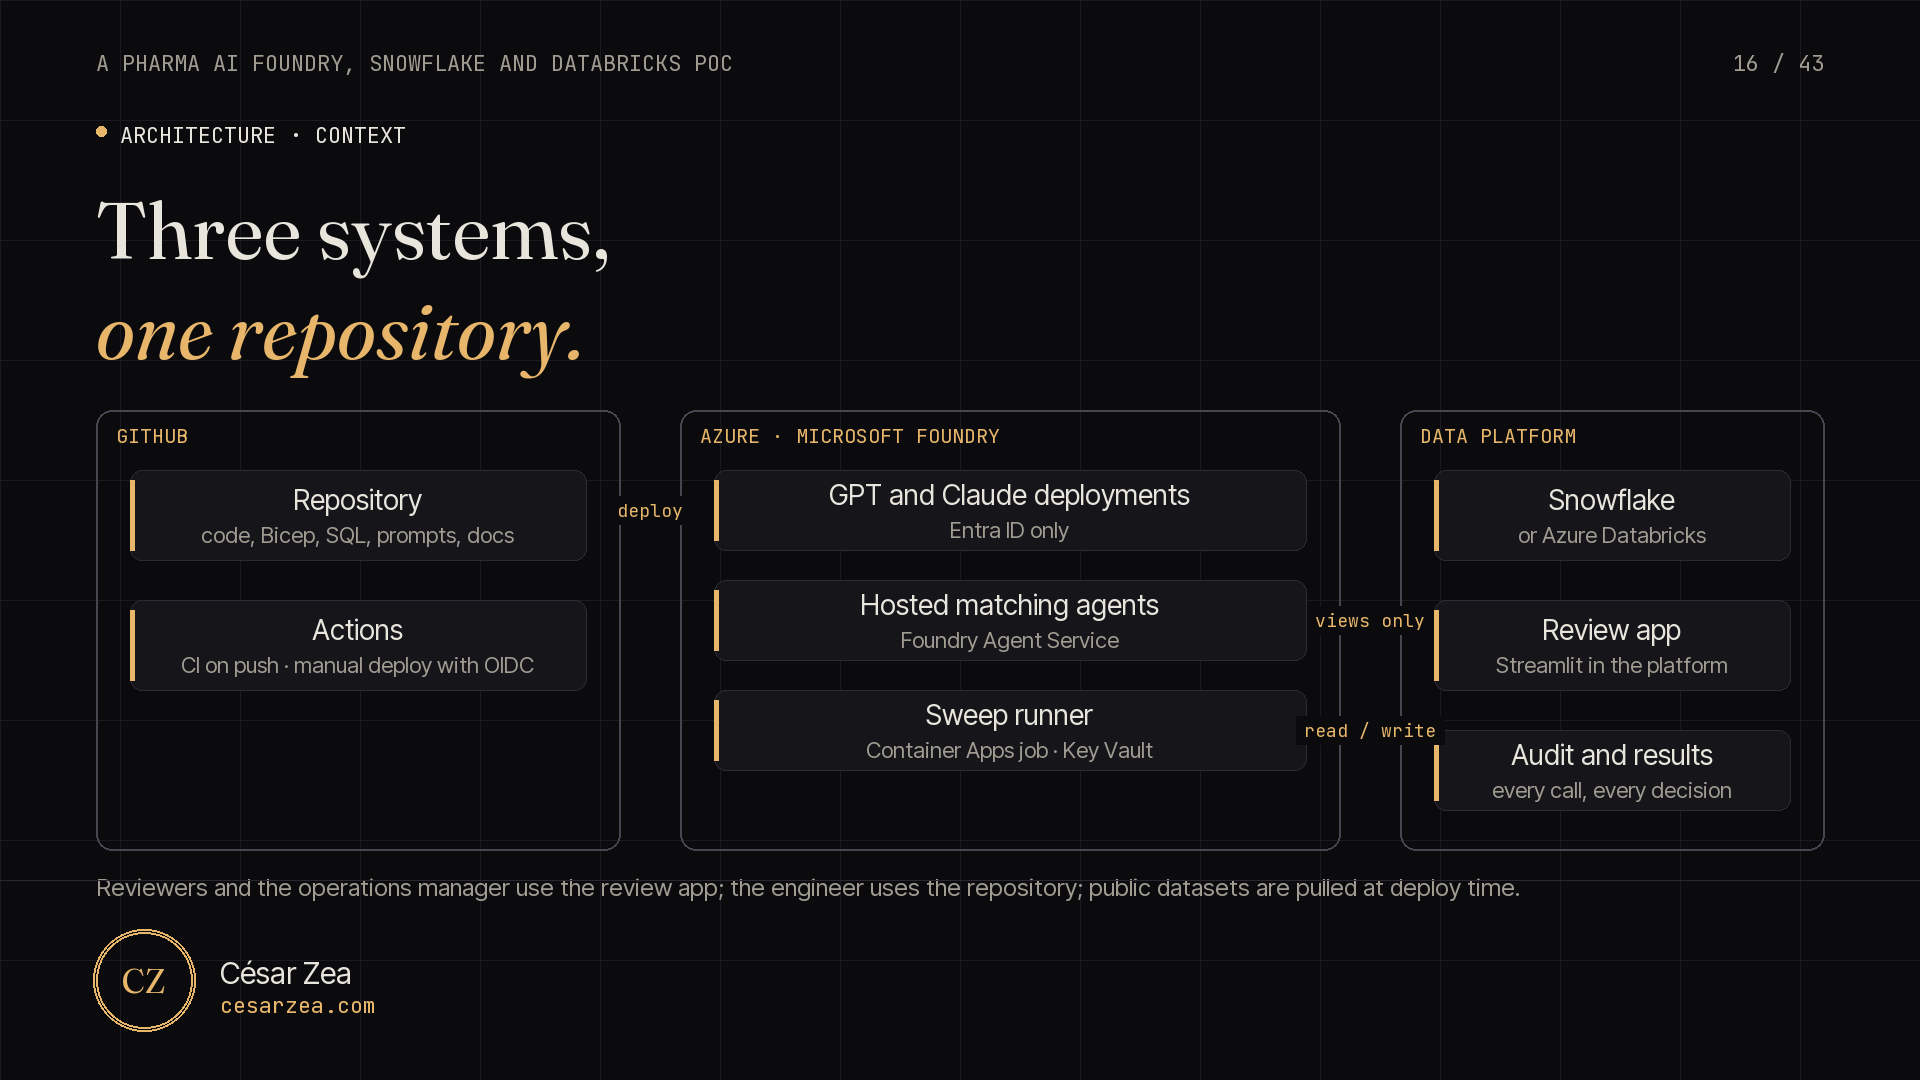 A PHARMA AI FOUNDRY, SNOWFLAKE AND DATABRICKS POC
16 / 43
ARCHITECTURE · CONTEXT
Three systems,
one repository.
GITHUB
Repository
code, Bicep, SQL, prompts, docs
Actions
CI on push · manual deploy with OIDC
deploy
AZURE · MICROSOFT FOUNDRY
GPT and Claude deployments
Entra ID only
Hosted matching agents
Foundry Agent Service
Sweep runner
Container Apps job · Key Vault
views only
read / write
DATA PLATFORM
Snowflake
or Azure Databricks
Review app
Streamlit in the platform
Audit and results
every call, every decision
Reviewers and the operations manager use the review app; the engineer uses the repository; public datasets are pulled at deploy time.
CZ
César Zea
cesarzea.com